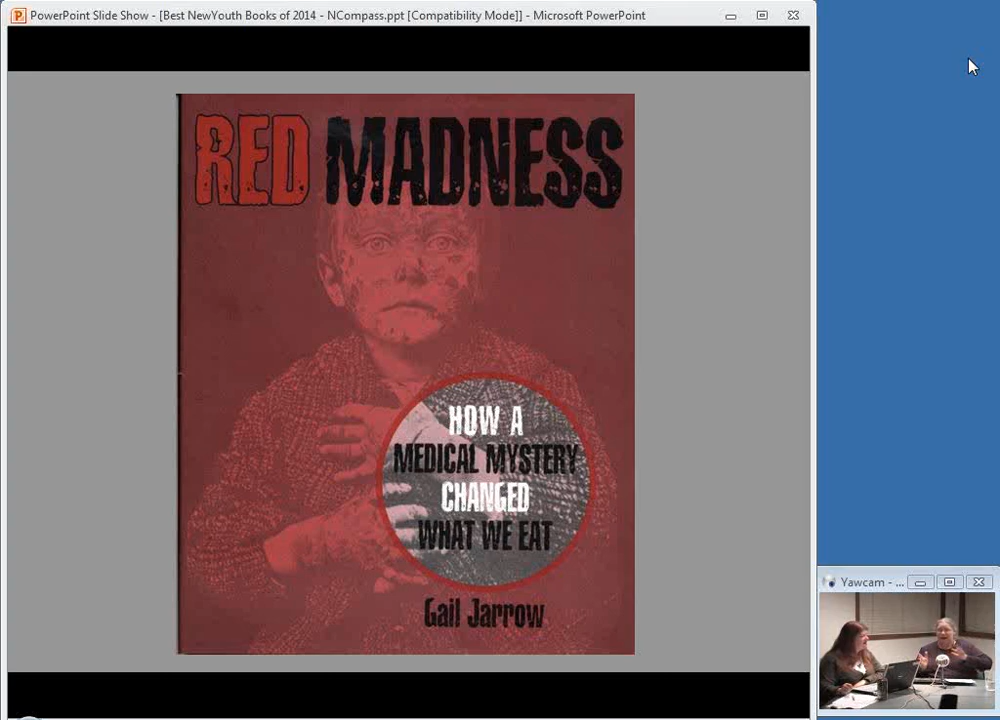 PowerPoint Slide Show - [Best NewYouth Books of 2014 - NCompass.ppt [Compatibility Mode]] - Microsoft PowerPoint
RED MADNESS
HOW A
MEDICAL MYSTERY
CHANGED
WHAT WE EAT
Gail Jarrow
Yawcam - ...